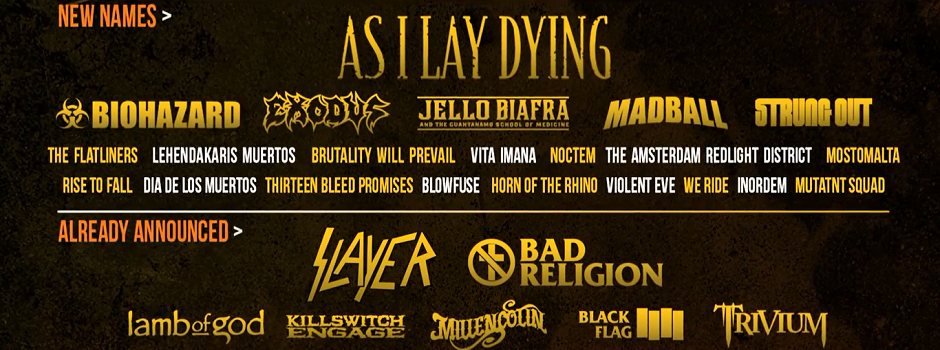 NEW NAMES >
AS I LAY DYING
BIOHAZARD EXODUS JELLO BIAFRA AND THE GUANTANAMO SCHOOL OF MEDICINE MADBALL STRUNG OUT
THE FLATLINERS LEHENDAKARIS MUERTOS BRUTALITY WILL PREVAIL VITA IMANA NOCTEM THE AMSTERDAM REDLIGHT DISTRICT MOSTOMALTA
RISE TO FALL DIA DE LOS MUERTOS THIRTEEN BLEED PROMISES BLOWFUSE HORN OF THE RHINO VIOLENT EVE WE RIDE INORDEM MUTATNT SQUAD
ALREADY ANNOUNCED >
SLAYER BAD RELIGION
lamb of god KILLSWITCH ENGAGE MILLENCOLIN BLACK FLAG TRIVIUM